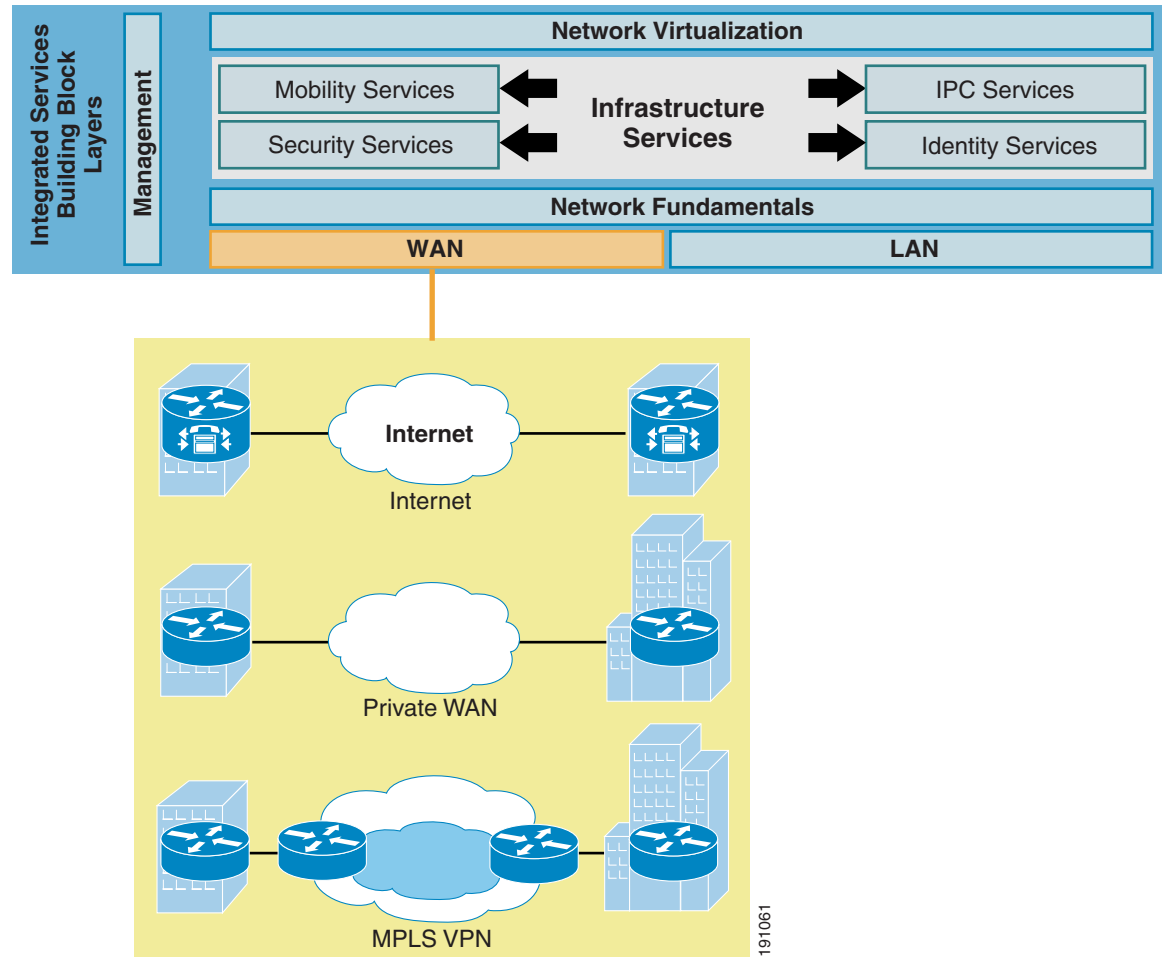 Integrated Services
Building Block
Layers
Management
Network Virtualization
Mobility Services
Security Services
Infrastructure
Services
IPC Services
Identity Services
Network Fundamentals
WAN
LAN
Internet
Internet
Private WAN
MPLS VPN
191061